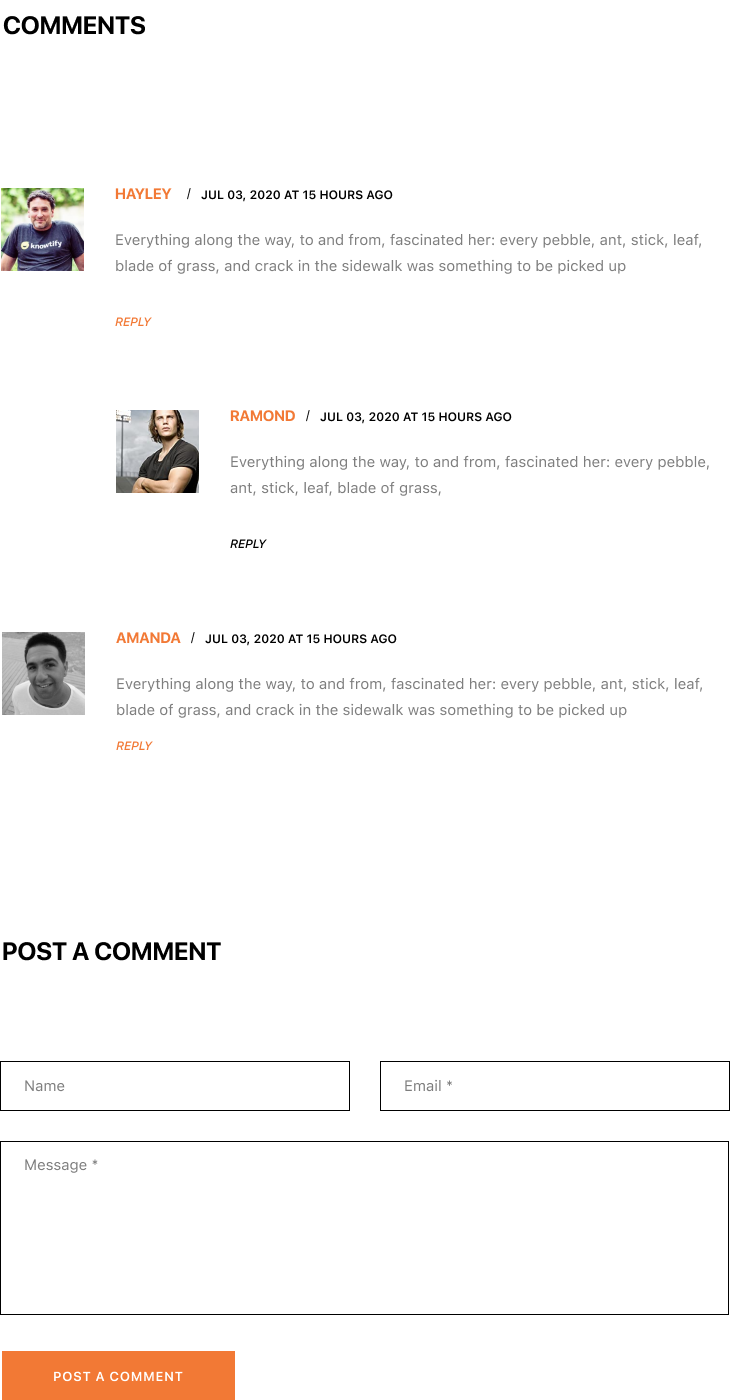 COMMENTS
HAYLEY / JUL 03, 2020 AT 15 HOURS AGO
knowtify
Everything along the way, to and from, fascinated her: every pebble, ant, stick, leaf,
blade of grass, and crack in the sidewalk was something to be picked up
REPLY
RAMOND / JUL 03, 2020 AT 15 HOURS AGO
Everything along the way, to and from, fascinated her: every pebble,
ant, stick, leaf, blade of grass,
REPLY
AMANDA / JUL 03, 2020 AT 15 HOURS AGO
Everything along the way, to and from, fascinated her: every pebble, ant, stick, leaf,
blade of grass, and crack in the sidewalk was something to be picked up
REPLY
POST A COMMENT
Name
Email *
Message *
POST A COMMENT